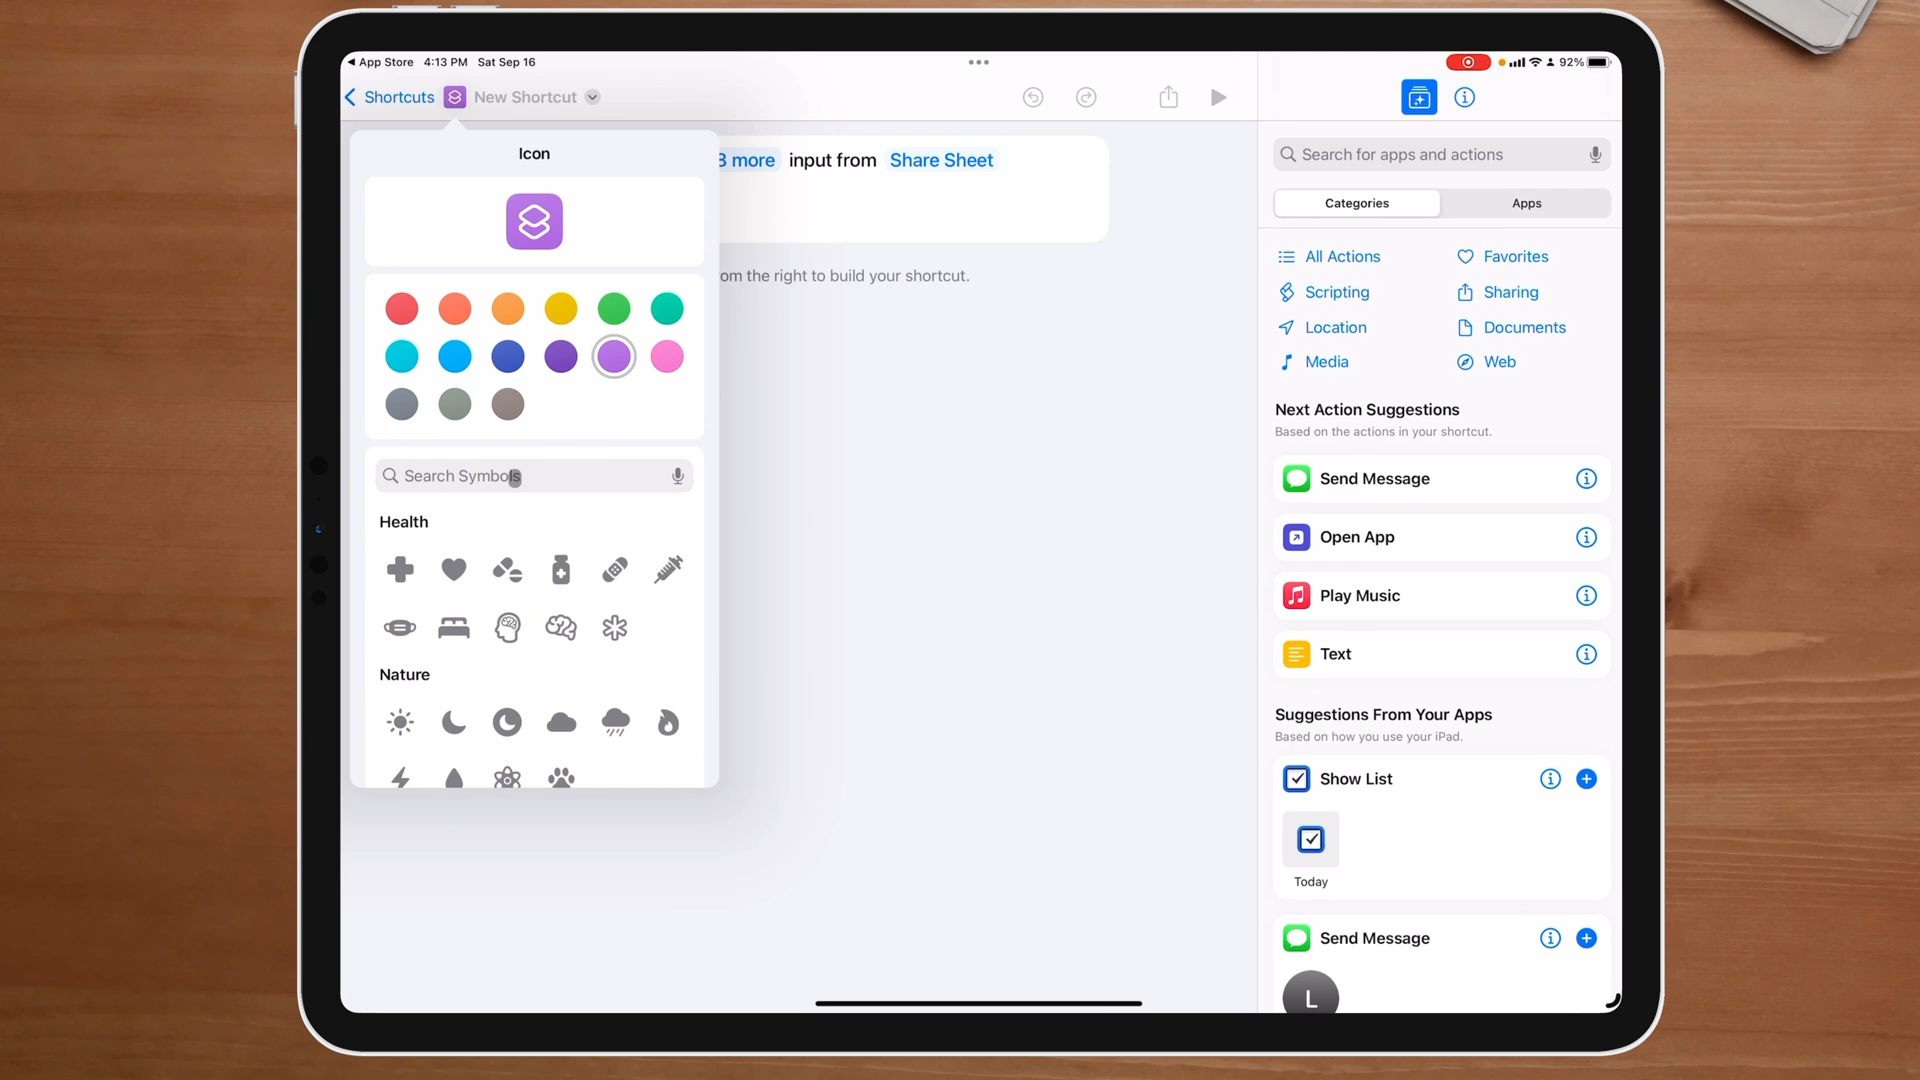 App Store 4:13 PM Sat Sep 16
92%
Shortcuts New Shortcut
Icon
3 more input from Share Sheet
om the right to build your shortcut.
Search Symbols
Health
Nature
Search for apps and actions
Categories Apps
All Actions Favorites
Scripting Sharing
Location Documents
Media Web
Next Action Suggestions
Based on the actions in your shortcut.
Send Message
Open App
Play Music
Text
Suggestions From Your Apps
Based on how you use your iPad.
Show List
Today
Send Message
L